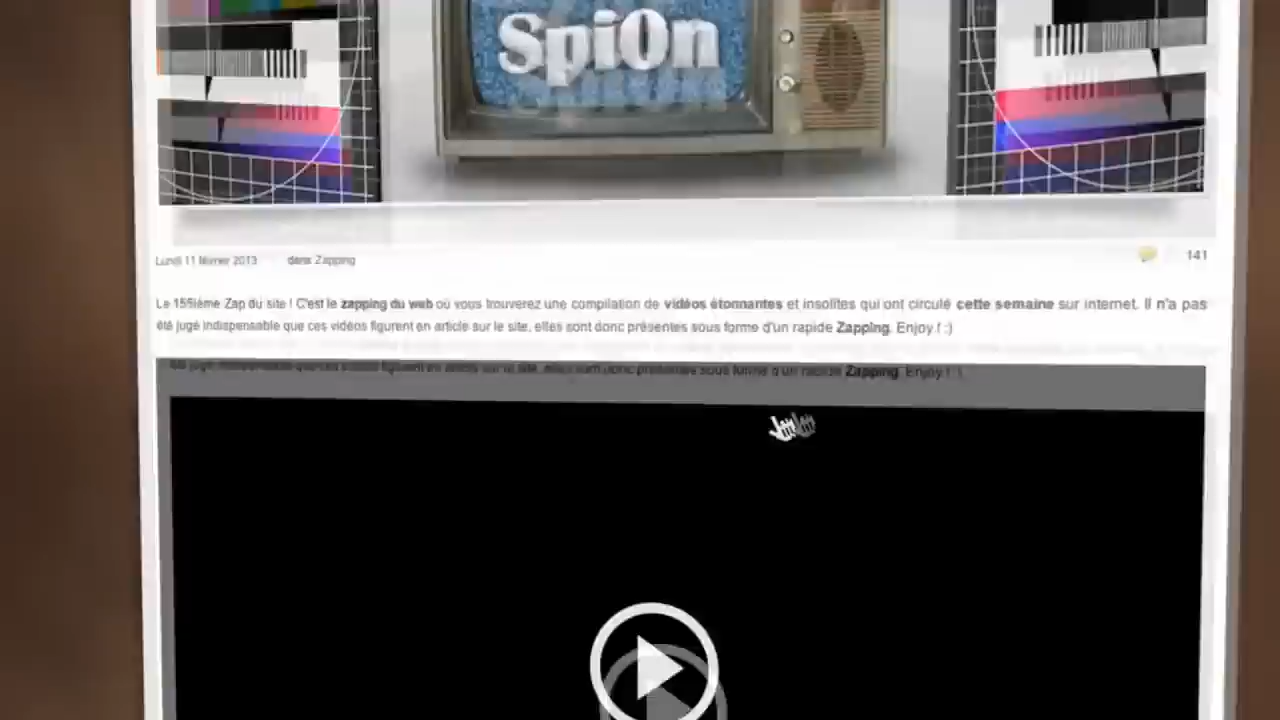 Spi0n
Lundi 11 février 2013 dans Zapping 141
Le 155ième Zap du site ! C'est le zapping du web où vous trouverez une compilation de vidéos étonnantes et insolites qui ont circulé cette semaine sur internet. Il n'a pas
été jugé indispensable que ces vidéos figurent en article sur le site, elles sont donc présentes sous forme d'un rapide Zapping. Enjoy ! :)